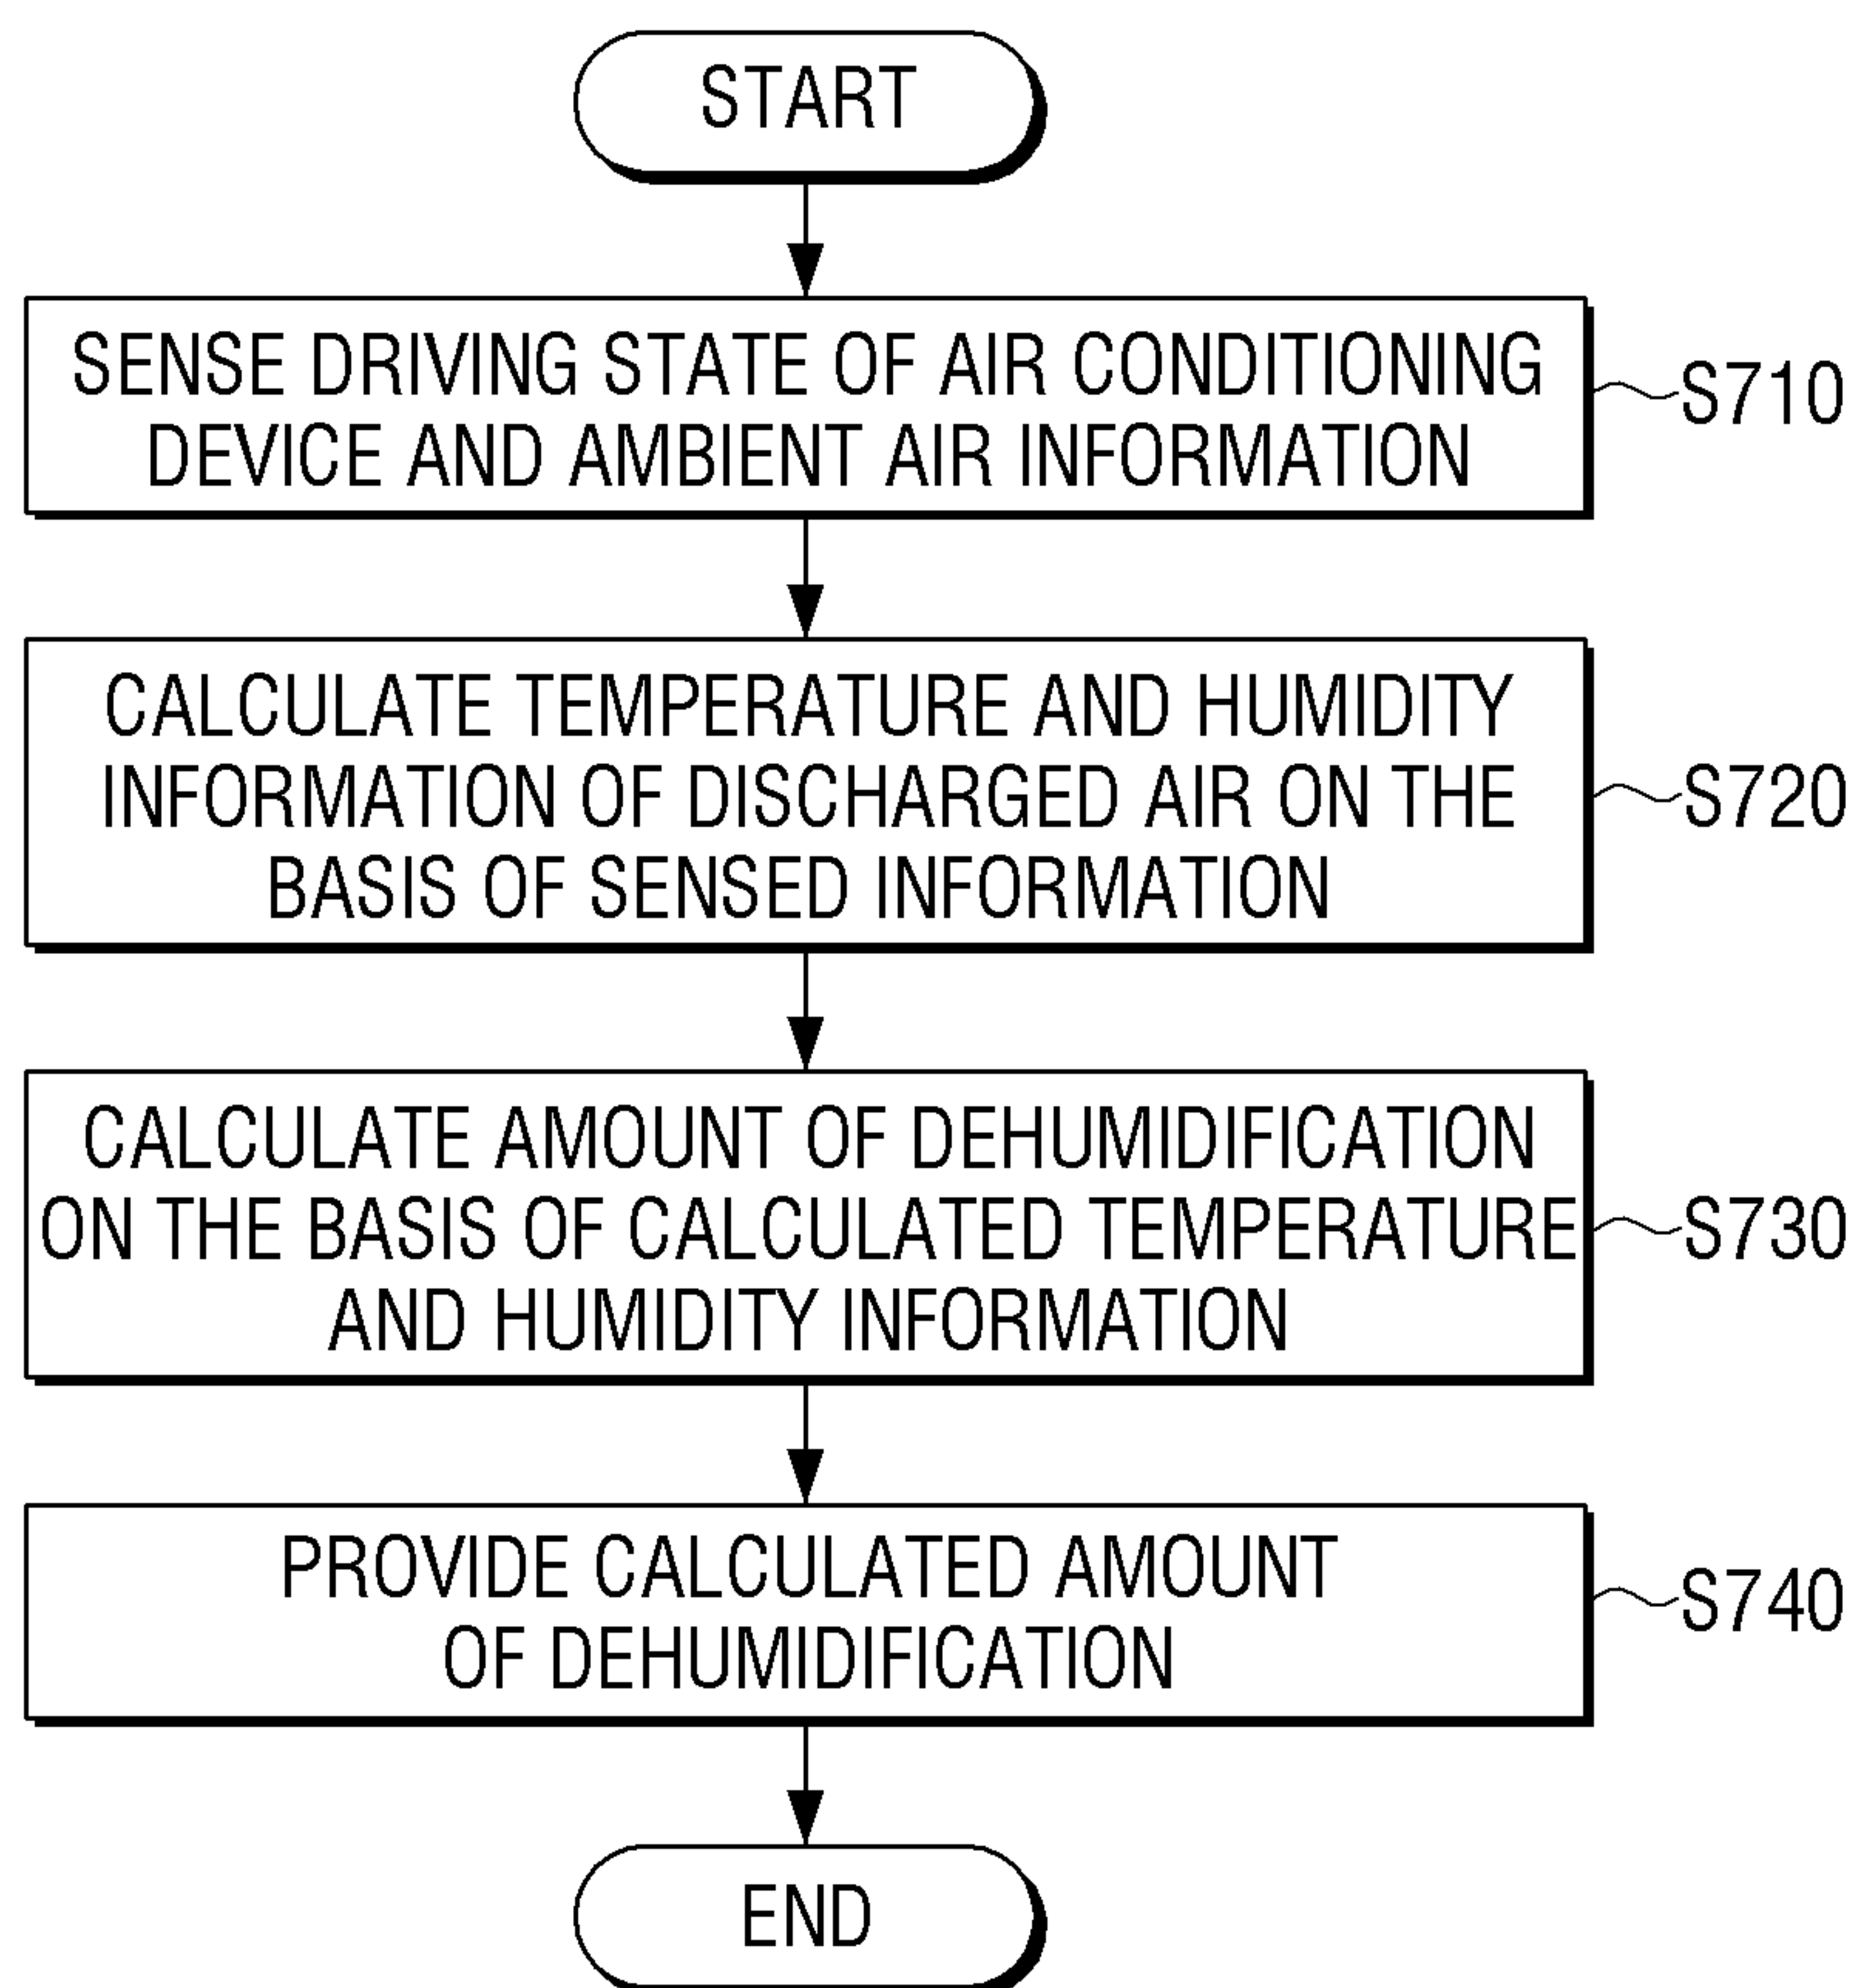 START
SENSE DRIVING STATE OF AIR CONDITIONING
DEVICE AND AMBIENT AIR INFORMATION
S710
CALCULATE TEMPERATURE AND HUMIDITY
INFORMATION OF DISCHARGED AIR ON THE
BASIS OF SENSED INFORMATION
S720
CALCULATE AMOUNT OF DEHUMIDIFICATION
ON THE BASIS OF CALCULATED TEMPERATURE
AND HUMIDITY INFORMATION
S730
PROVIDE CALCULATED AMOUNT
OF DEHUMIDIFICATION
S740
END